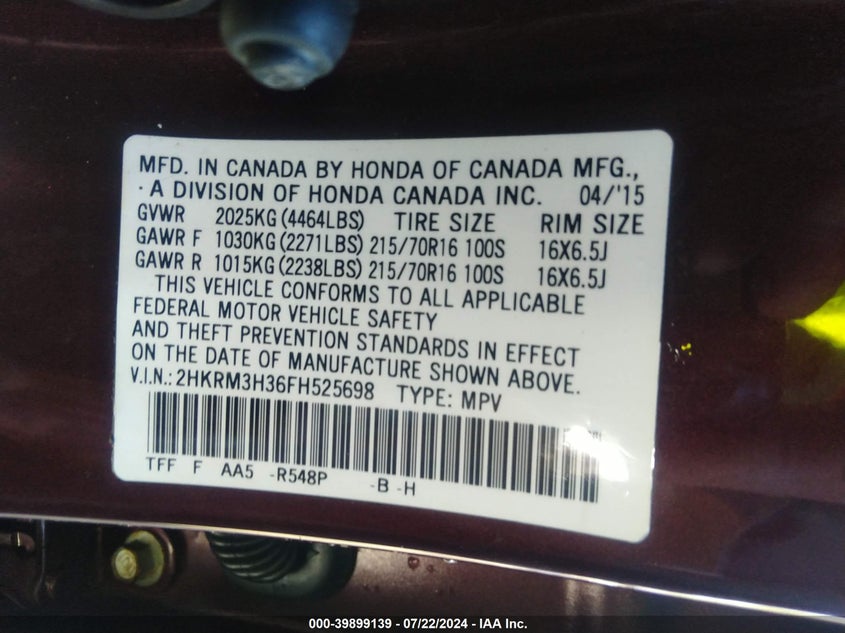 MFD. IN CANADA BY HONDA OF CANADA MFG.,
· A DIVISION OF HONDA CANADA INC. 04/'15
GVWR 2025KG (4464LBS) TIRE SIZE RIM SIZE
GAWR F 1030KG (2271LBS) 215/70R16 100S 16X6.5J
GAWR R 1015KG (2238LBS) 215/70R16 100S 16X6.5J
THIS VEHICLE CONFORMS TO ALL APPLICABLE
FEDERAL MOTOR VEHICLE SAFETY
AND THEFT PREVENTION STANDARDS IN EFFECT
ON THE DATE OF MANUFACTURE SHOWN ABOVE.
V.I.N.: 2HKRM3H36FH525698 TYPE: MPV
TFF F AA5 -R548P -B -H
000-39899139 - 07/22/2024 - IAA Inc.